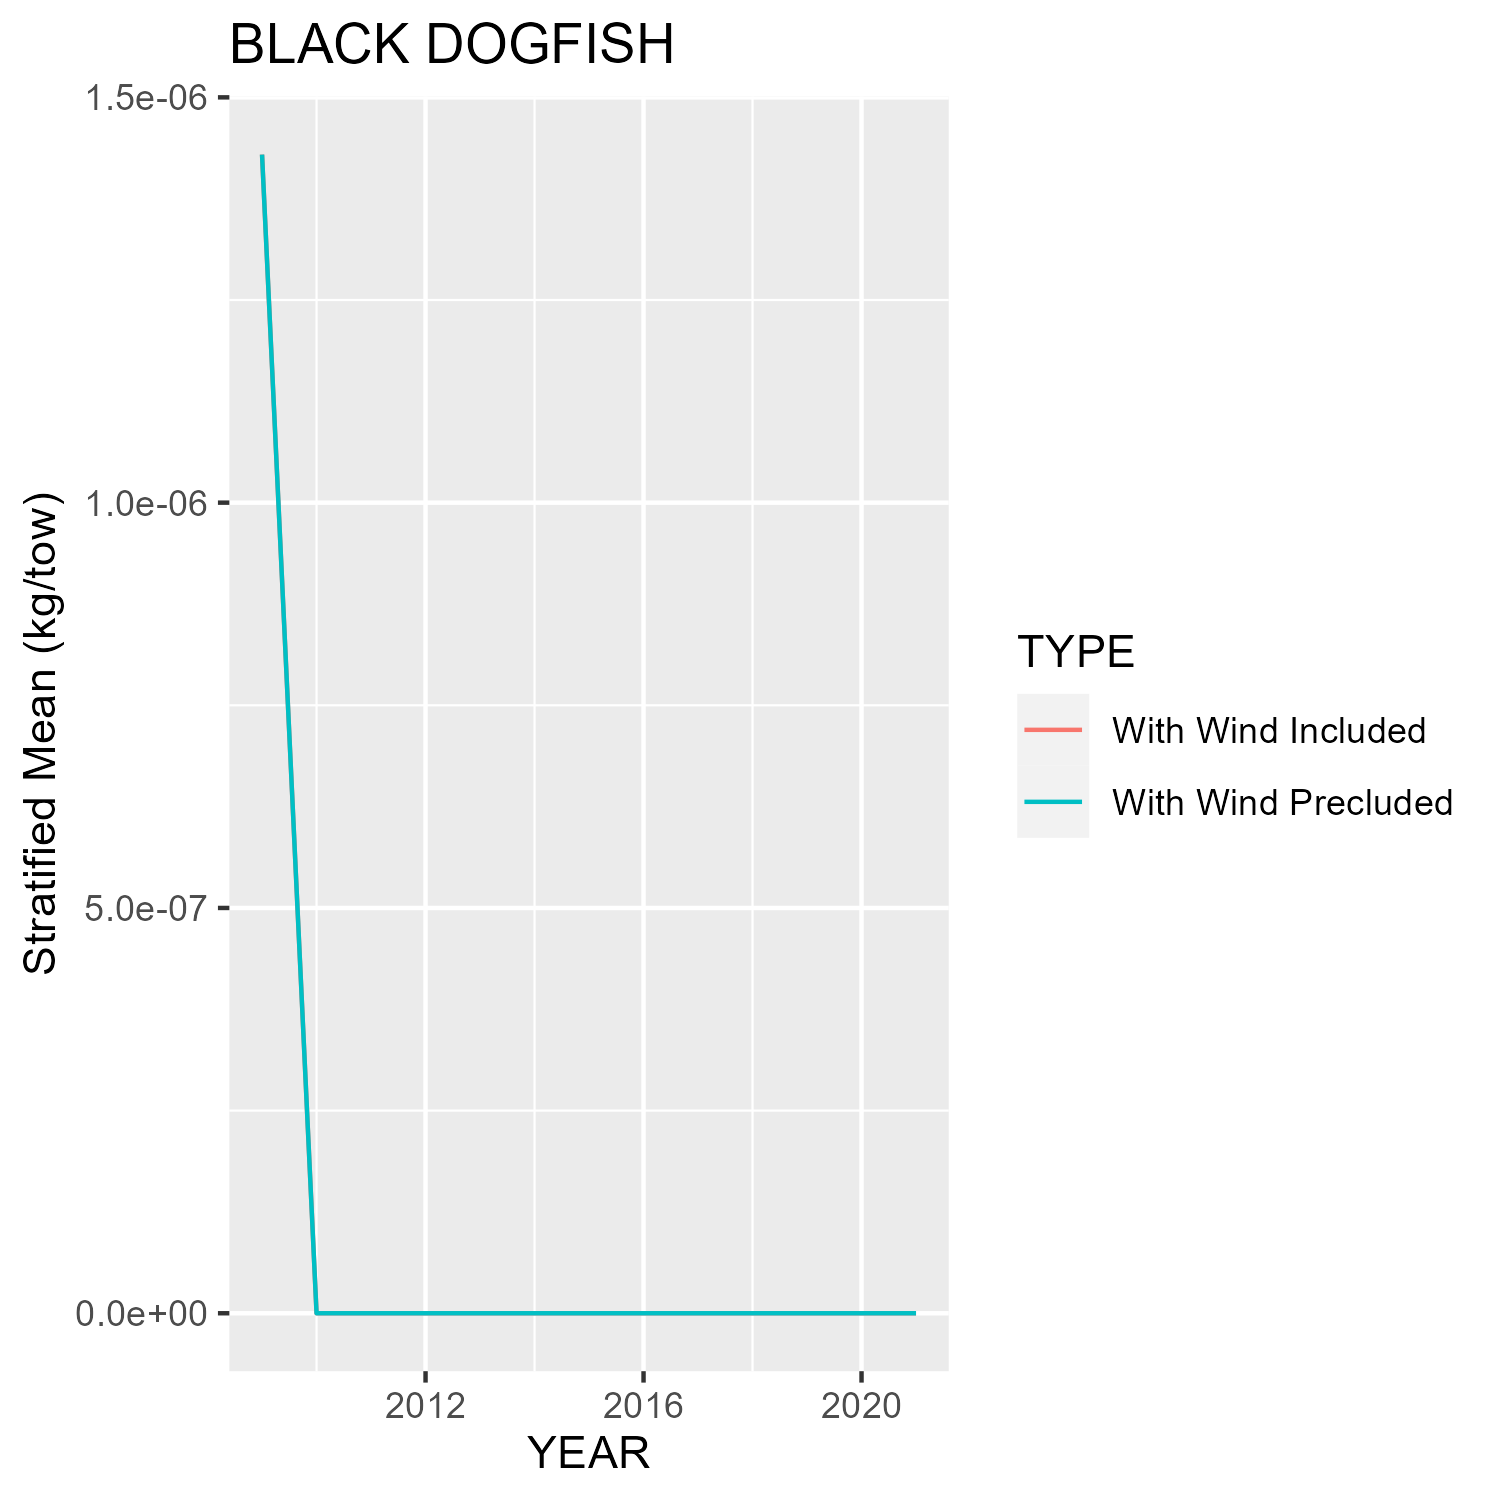 BLACK DOGFISH
1.5e-06
1.0e-06
5.0e-07
0.0e+00
Stratified Mean (kg/tow)
2012 2016 2020
YEAR
TYPE
With Wind Included
With Wind Precluded